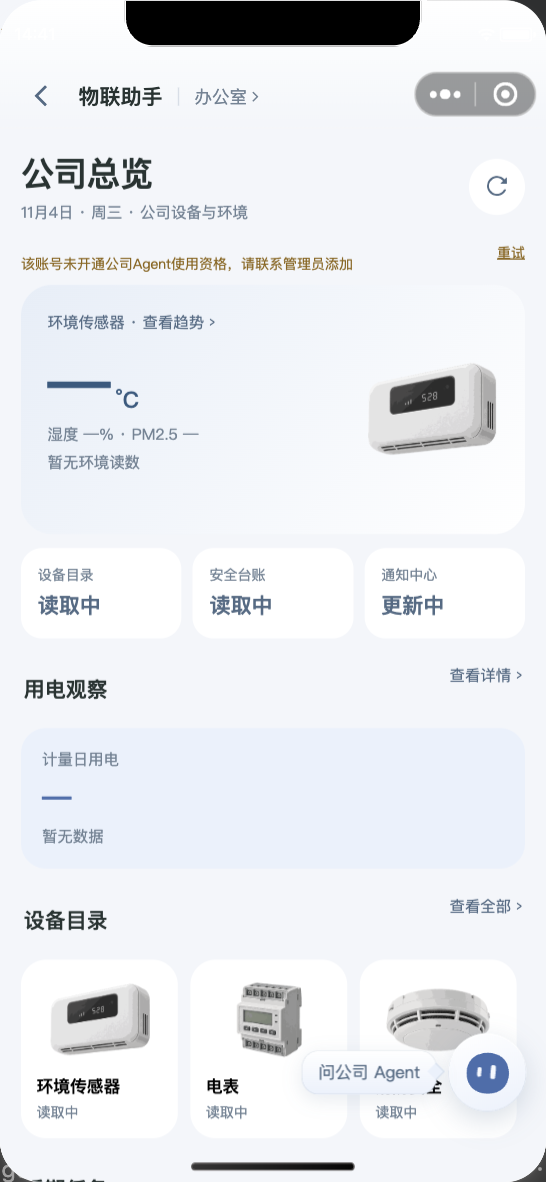 物联助手
办公室 >
公司总览
11月4日 · 周三 · 公司设备与环境
该账号未开通公司Agent使用资格，请联系管理员添加
重试
环境传感器 · 查看趋势 >
528
—°C
湿度 —% · PM2.5 —
暂无环境读数
设备目录
读取中
安全台账
读取中
通知中心
更新中
用电观察
查看详情 >
计量日用电
—
暂无数据
设备目录
查看全部 >
528
环境传感器
读取中
电表
读取中
全
读取中
问公司 Agent